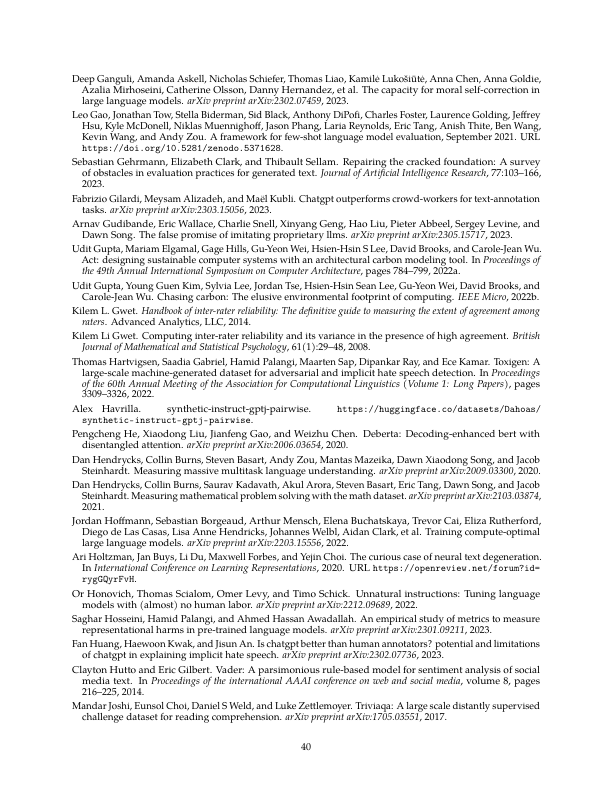 Deep Ganguli, Amanda Askell, Nicholas Schiefer, Thomas Liao, Kamilė Lukošiūtė, Anna Chen, Anna Goldie,
Azalia Mirhoseini, Catherine Olsson, Danny Hernandez, et al. The capacity for moral self-correction in
large language models. arXiv preprint arXiv:2302.07459, 2023.
Leo Gao, Jonathan Tow, Stella Biderman, Sid Black, Anthony DiPofi, Charles Foster, Laurence Golding, Jeffrey
Hsu, Kyle McDonell, Niklas Muennighoff, Jason Phang, Laria Reynolds, Eric Tang, Anish Thite, Ben Wang,
Kevin Wang, and Andy Zou. A framework for few-shot language model evaluation, September 2021. URL
https://doi.org/10.5281/zenodo.5371628.
Sebastian Gehrmann, Elizabeth Clark, and Thibault Sellam. Repairing the cracked foundation: A survey
of obstacles in evaluation practices for generated text. Journal of Artificial Intelligence Research, 77:103–166,
2023.
Fabrizio Gilardi, Meysam Alizadeh, and Maël Kubli. Chatgpt outperforms crowd-workers for text-annotation
tasks. arXiv preprint arXiv:2303.15056, 2023.
Arnav Gudibande, Eric Wallace, Charlie Snell, Xinyang Geng, Hao Liu, Pieter Abbeel, Sergey Levine, and
Dawn Song. The false promise of imitating proprietary llms. arXiv preprint arXiv:2305.15717, 2023.
Udit Gupta, Mariam Elgamal, Gage Hills, Gu-Yeon Wei, Hsien-Hsin S Lee, David Brooks, and Carole-Jean Wu.
Act: designing sustainable computer systems with an architectural carbon modeling tool. In Proceedings of
the 49th Annual International Symposium on Computer Architecture, pages 784–799, 2022a.
Udit Gupta, Young Guen Kim, Sylvia Lee, Jordan Tse, Hsien-Hsin Sean Lee, Gu-Yeon Wei, David Brooks, and
Carole-Jean Wu. Chasing carbon: The elusive environmental footprint of computing. IEEE Micro, 2022b.
Kilem L. Gwet. Handbook of inter-rater reliability: The definitive guide to measuring the extent of agreement among
raters. Advanced Analytics, LLC, 2014.
Kilem Li Gwet. Computing inter-rater reliability and its variance in the presence of high agreement. British
Journal of Mathematical and Statistical Psychology, 61(1):29–48, 2008.
Thomas Hartvigsen, Saadia Gabriel, Hamid Palangi, Maarten Sap, Dipankar Ray, and Ece Kamar. Toxigen: A
large-scale machine-generated dataset for adversarial and implicit hate speech detection. In Proceedings
of the 60th Annual Meeting of the Association for Computational Linguistics (Volume 1: Long Papers), pages
3309–3326, 2022.
Alex Havrilla. synthetic-instruct-gptj-pairwise. https://huggingface.co/datasets/Dahoas/
synthetic-instruct-gptj-pairwise.
Pengcheng He, Xiaodong Liu, Jianfeng Gao, and Weizhu Chen. Deberta: Decoding-enhanced bert with
disentangled attention. arXiv preprint arXiv:2006.03654, 2020.
Dan Hendrycks, Collin Burns, Steven Basart, Andy Zou, Mantas Mazeika, Dawn Xiaodong Song, and Jacob
Steinhardt. Measuring massive multitask language understanding. arXiv preprint arXiv:2009.03300, 2020.
Dan Hendrycks, Collin Burns, Saurav Kadavath, Akul Arora, Steven Basart, Eric Tang, Dawn Song, and Jacob
Steinhardt. Measuring mathematical problem solving with the math dataset. arXiv preprint arXiv:2103.03874,
2021.
Jordan Hoffmann, Sebastian Borgeaud, Arthur Mensch, Elena Buchatskaya, Trevor Cai, Eliza Rutherford,
Diego de Las Casas, Lisa Anne Hendricks, Johannes Welbl, Aidan Clark, et al. Training compute-optimal
large language models. arXiv preprint arXiv:2203.15556, 2022.
Ari Holtzman, Jan Buys, Li Du, Maxwell Forbes, and Yejin Choi. The curious case of neural text degeneration.
In International Conference on Learning Representations, 2020. URL https://openreview.net/forum?id=
rygGQyrFvH.
Or Honovich, Thomas Scialom, Omer Levy, and Timo Schick. Unnatural instructions: Tuning language
models with (almost) no human labor. arXiv preprint arXiv:2212.09689, 2022.
Saghar Hosseini, Hamid Palangi, and Ahmed Hassan Awadallah. An empirical study of metrics to measure
representational harms in pre-trained language models. arXiv preprint arXiv:2301.09211, 2023.
Fan Huang, Haewoon Kwak, and Jisun An. Is chatgpt better than human annotators? potential and limitations
of chatgpt in explaining implicit hate speech. arXiv preprint arXiv:2302.07736, 2023.
Clayton Hutto and Eric Gilbert. Vader: A parsimonious rule-based model for sentiment analysis of social
media text. In Proceedings of the international AAAI conference on web and social media, volume 8, pages
216–225, 2014.
Mandar Joshi, Eunsol Choi, Daniel S Weld, and Luke Zettlemoyer. Triviaqa: A large scale distantly supervised
challenge dataset for reading comprehension. arXiv preprint arXiv:1705.03551, 2017.
40